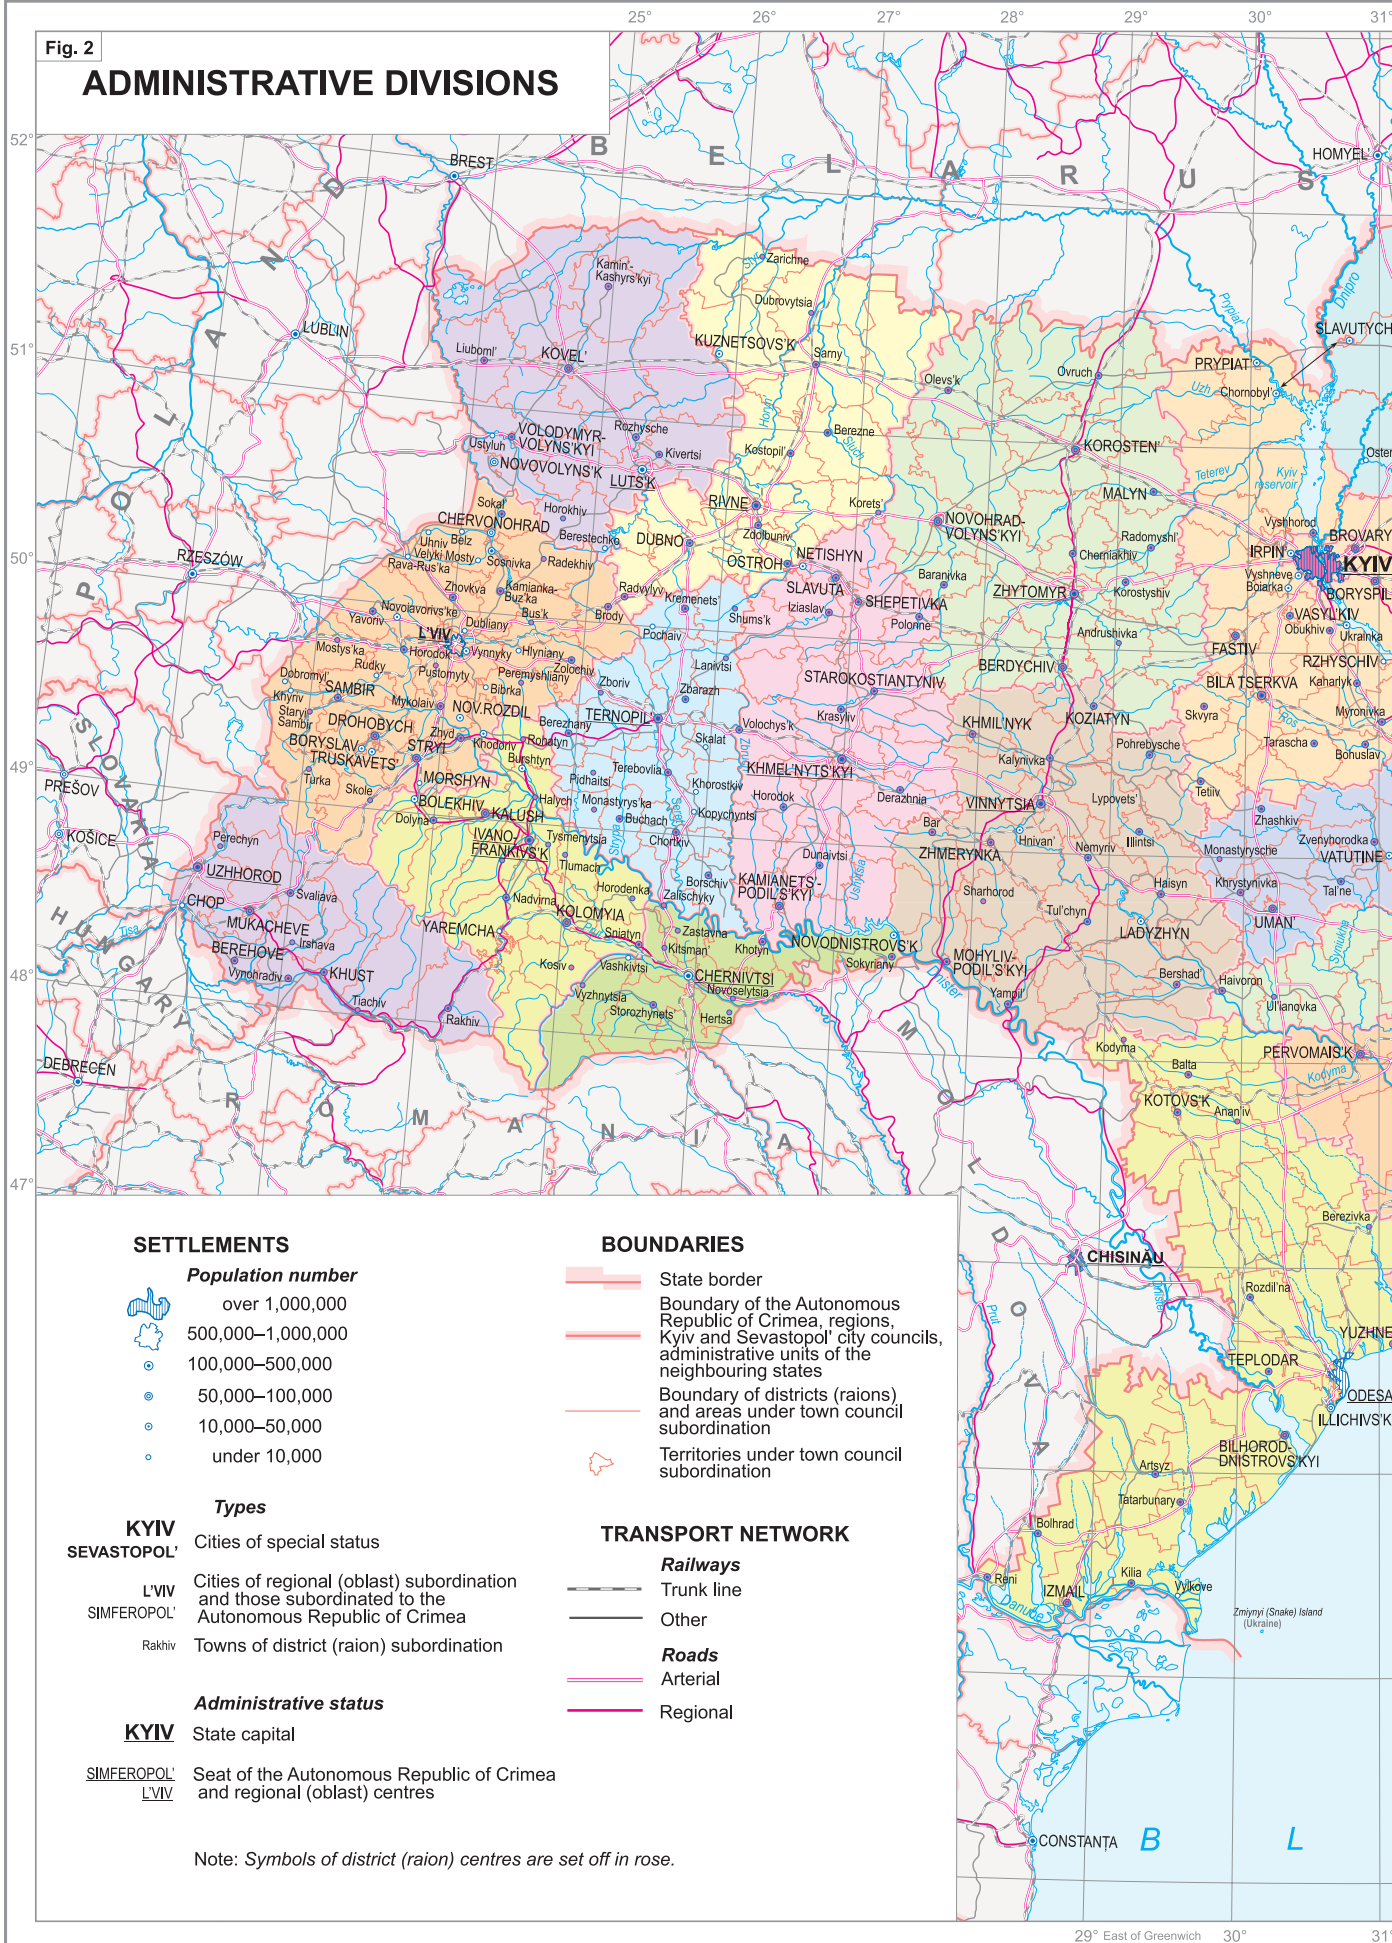 25°
26°
27°
28°
29°
30°
31°
Fig. 2
ADMINISTRATIVE DIVISIONS
52°
51°
50°
49°
48°
47°
BELARUS
POLAND
SLOVAKIA
HUNGARY
ROMANIA
MOLDOVA
HOMYEL'
BREST
LUBLIN
RZESZÓW
PREŠOV
KOŠICE
DEBRECEN
Kamin'-
Kashyrs'kyi
Zarichne
Dubrovytsia
Prypiat'
Dnipro
SLAVUTYCH
Liuboml'
KOVEL'
KUZNETSOVS'K
Sarny
Olevs'k
Ovruch
PRYPIAT'
Uzh
Chornobyl'
Ustyluh
VOLODYMYR-
VOLYNS'KYI
NOVOVOLYNS'K
Rozhysche
Kivertsi
LUTS'K
Horyn'
Berezne
Sluch
Kostopil'
KOROSTEN'
Teterev
Kyiv
reservoir
Oster
MALYN
Sokal'
CHERVONOHRAD
Horokhiv
Berestechko
RIVNE
Korets'
Zdolbuniv
NOVOHRAD-
VOLYNS'KYI
Radomyshl'
Vyshhorod
BROVARY
Uhniv
Belz
Velyki Mosty
Rava-Rus'ka
Sosnivka
Radekhiv
DUBNO
OSTROH
NETISHYN
SLAVUTA
Cherniakhiv
IRPIN'
KYIV
Vyshneve
Boiarka
BORYSPIL'
Zhovkva
Kamianka-
Buz'ka
Radyvylyv
Kremenets'
Iziaslav
SHEPETIVKA
Baranivka
ZHYTOMYR
Korostyshiv
VASYL'KIV
Obukhiv
Ukrainka
Novoiavorivs'ke
Yavoriv
Bus'k
Brody
Dubliany
Shums'k
Polonne
Pochaiv
Andrushivka
FASTIV
RZHYSCHIV
L'VIV
Mostys'ka
Horodok
Vynnyky
Hlyniany
Zolochiv
Lanivtsi
BERDYCHIV
Rudky
Pustomyty
Peremyshliany
Dobromyl'
Khyriv
SAMBIR
Bibrka
Zboriv
Zbarazh
STAROKOSTIANTYNIV
BILA TSERKVA
Kaharlyk
Staryi
Sambir
Mykolaiv
NOV.ROZDIL
Berezhany
TERNOPIL'
Volochys'k
Krasyliv
KHMIL'NYK
KOZIATYN
Skvyra
Ros'
Myronivka
DROHOBYCH
BORYSLAV
TRUSKAVETS'
Zhyd.
STRYI
Khodoriv
Rohatyn
Skalat
Zbruch
KHMEL'NYTS'KYI
Kalynivka
Pohrebysche
Tarascha
Bohuslav
Turka
Skole
MORSHYN
Burshtyn
Pidhaitsi
Terebovlia
Khorostkiv
Horodok
Derazhnia
VINNYTSIA
Lypovets'
Tetiiv
BOLEKHIV
Dolyna
KALUSH
Halych
Monastyrys'ka
Buchach
Kopychyntsi
Seret
Strypa
Bar
Hnivan'
Zhashkiv
Perechyn
IVANO-
FRANKIVS'K
Tysmenytsia
Tlumach
Chortkiv
Dunaivtsi
Ushytsia
ZHMERYNKA
Nemyriv
Illintsi
Monastyrysche
Zvenyhorodka
VATUTINE
UZHHOROD
Svaliava
Nadvirna
Horodenka
Borschiv
Zalischyky
KAMIANETS'-
PODIL'S'KYI
Sharhorod
Haisyn
Khrystynivka
Tal'ne
CHOP
MUKACHEVE
YAREMCHA
KOLOMYIA
Prut
Sniatyn
Zastavna
Tul'chyn
LADYZHYN
UMAN'
Tisa
BEREHOVE
Irshava
Vynohradiv
KHUST
Tiachiv
Rakhiv
Kosiv
Vashkivtsi
Kitsman'
Khotyn
NOVODNISTROVS'K
Sokyriany
MOHYLIV-
PODIL'S'KYI
Dnister
Yampil'
Bershad'
Haivoron
Syniukha
Ul'ianovka
Vyzhnytsia
Storozhynets'
CHERNIVTSI
Novoselytsia
Hertsa
Kodyma
Balta
PERVOMAIS'K
Kodyma
KOTOVS'K
Anan'iv
Berezivka
CHISINĂU
Dnister
Prut
Rozdil'na
YUZHNE
TEPLODAR
ODESA
ILLICHIVS'K
BILHOROD-
DNISTROVS'KYI
Artsyz
Tatarbunary
Bolhrad
Reni
IZMAIL
Kilia
Vylkove
Danube
Zmiynyi (Snake) Island
(Ukraine)
CONSTANȚA
B L
SETTLEMENTS
Population number
over 1,000,000
500,000–1,000,000
100,000–500,000
50,000–100,000
10,000–50,000
under 10,000
Types
KYIV
SEVASTOPOL'
Cities of special status
L'VIV
SIMFEROPOL'
Cities of regional (oblast) subordination
and those subordinated to the
Autonomous Republic of Crimea
Rakhiv
Towns of district (raion) subordination
Administrative status
KYIV
State capital
SIMFEROPOL'
L'VIV
Seat of the Autonomous Republic of Crimea
and regional (oblast) centres
BOUNDARIES
State border
Boundary of the Autonomous
Republic of Crimea, regions,
Kyiv and Sevastopol' city councils,
administrative units of the
neighbouring states
Boundary of districts (raions)
and areas under town council
subordination
Territories under town council
subordination
TRANSPORT NETWORK
Railways
Trunk line
Other
Roads
Arterial
Regional
Note: Symbols of district (raion) centres are set off in rose.
29° East of Greenwich
30°
31°